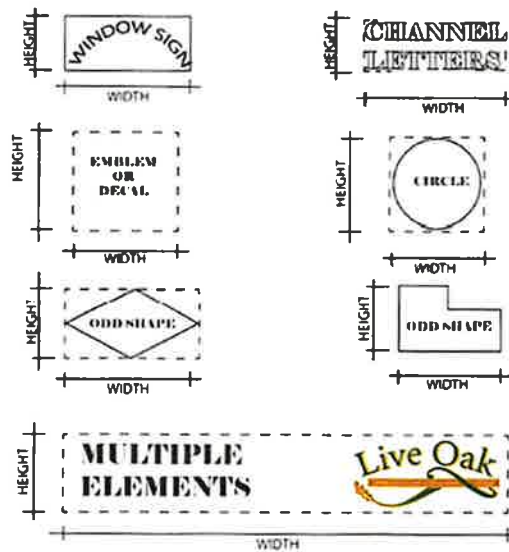 HEIGHT
WINDOW SIGN
WIDTH
HEIGHT
CHANNEL
LETTERS
WIDTH
HEIGHT
EMBLEM
OR
DECAL
WIDTH
HEIGHT
CIRCLE
WIDTH
HEIGHT
ODD SHAPE
WIDTH
HEIGHT
ODD SHAPE
WIDTH
HEIGHT
MULTIPLE
ELEMENTS
Live Oak
WIDTH